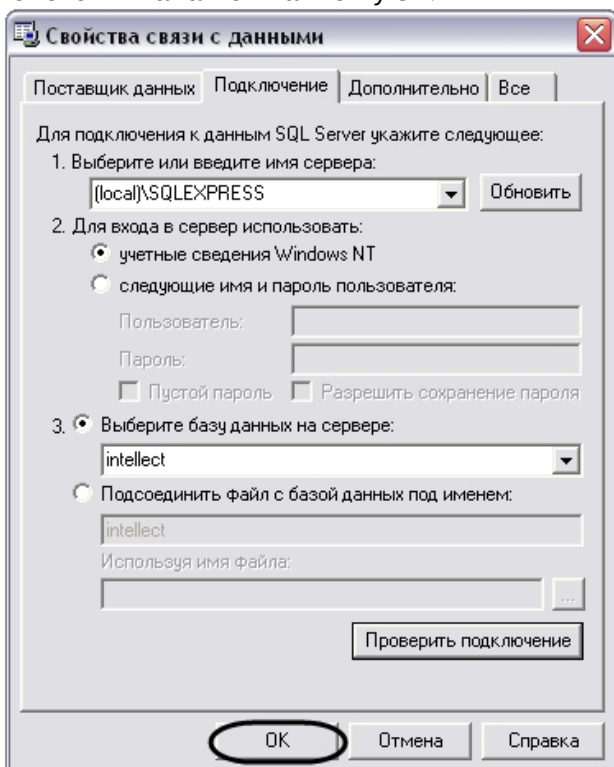 Свойства связи с данными
Поставщик данных Подключение Дополнительно Все
Для подключения к данным SQL Server укажите следующее:
1. Выберите или введите имя сервера:
(local)\SQLEXPRESS Обновить
2. Для входа в сервер использовать:
учетные сведения Windows NT
следующие имя и пароль пользователя:
Пользователь:
Пароль:
Пустой пароль Разрешить сохранение пароля
3. Выберите базу данных на сервере:
intellect
Подсоединить файл с базой данных под именем:
intellect
Используя имя файла:
...
Проверить подключение
OK Отмена Справка